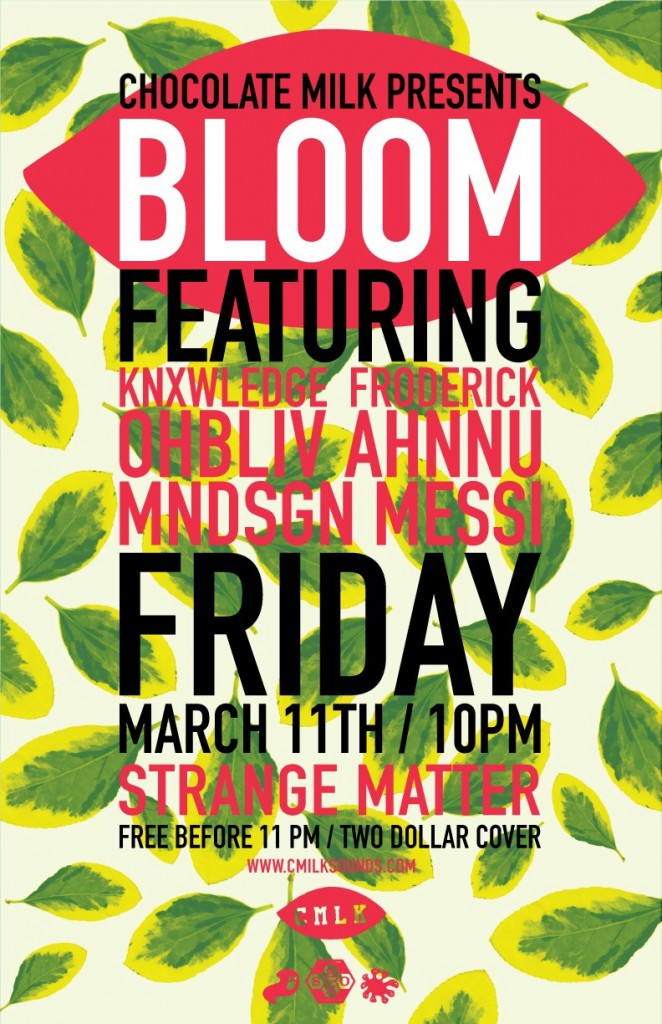 CHOCOLATE MILK PRESENTS
BLOOM
FEATURING
KNXWLEDGE FRODERICK
OHBLIV AHNNU
MNDSGN MESSI
FRIDAY
MARCH 11TH / 10PM
STRANGE MATTER
FREE BEFORE 11 PM / TWO DOLLAR COVER
WWW.CMILKSOUNDS.COM
CMLK